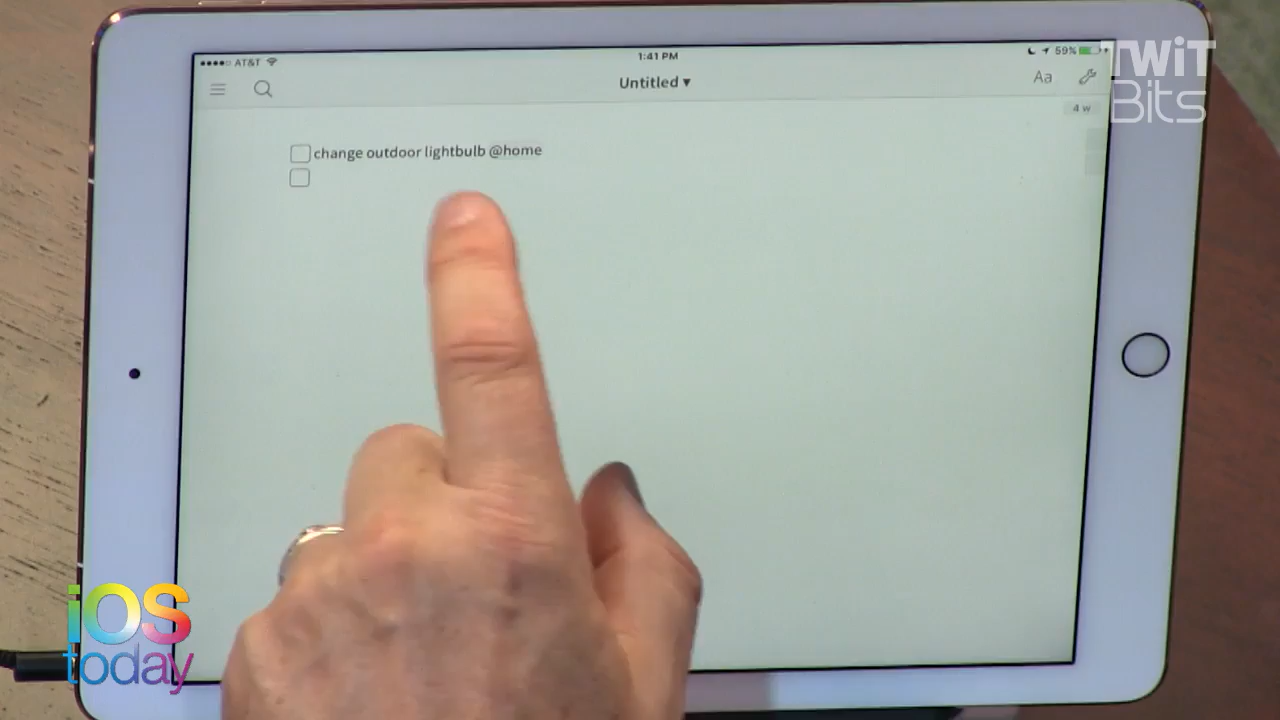 AT&T
1:41 PM
59%
Untitled ▾
Aa
4 w
change outdoor lightbulb @home
TWiT
Bits
iOS
today